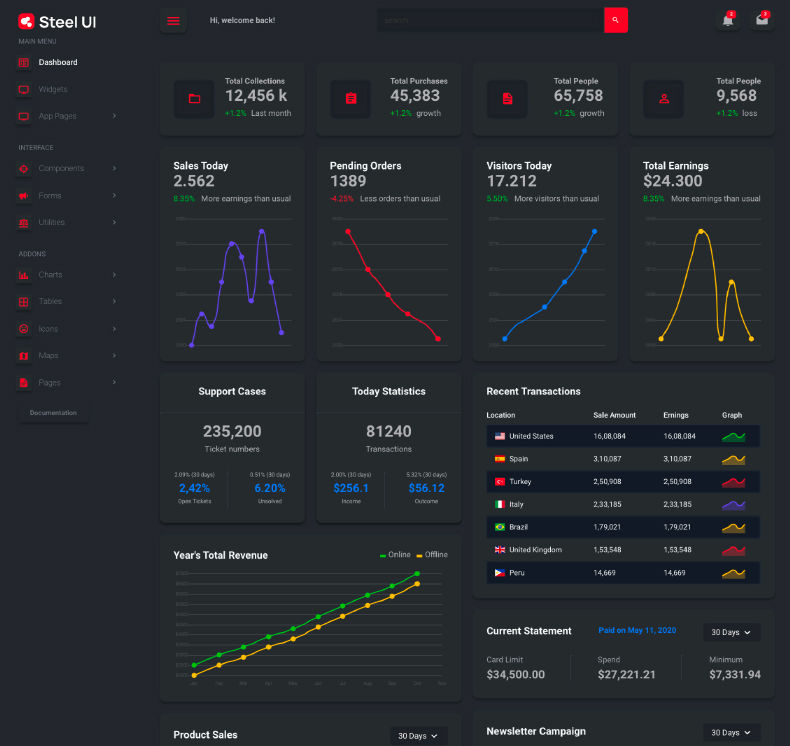 Steel UI
MAIN MENU
Dashboard
Widgets
App Pages
INTERFACE
Components
Forms
Utilities
ADDONS
Charts
Tables
Icons
Maps
Pages
Documentation
Hi, welcome back!
search
2
3
Total Collections
12,456 k
+1.2% Last month
Total Purchases
45,383
+1.2% growth
Total People
65,758
+1.2% growth
Total People
9,568
+1.2% loss
Sales Today
2.562
8.35% More earnings than usual
Pending Orders
1389
-4.25% Less orders than usual
Visitors Today
17.212
5.50% More visitors than usual
Total Earnings
$24.300
8.35% More earnings than usual
Support Cases
235,200
Ticket numbers
2.09% (39 days)
2,42%
Open Tickets
0.51% (30 days)
6.20%
Unsolved
Today Statistics
81240
Transactions
2.00% (30 days)
$256.1
Income
5.32% (30 days)
$56.12
Outcome
Recent Transactions
Location Sale Amount Ernings Graph
United States 16,08,084 16,08,084
Spain 3,10,087 3,10,087
Turkey 2,50,908 2,50,908
Italy 2,33,185 2,33,185
Brazil 1,79,021 1,79,021
United Kingdom 1,53,548 1,53,548
Peru 14,669 14,669
Year's Total Revenue
Online Offline
Current Statement
Paid on May 11, 2020
30 Days
Card Limit
$34,500.00
Spend
$27,221.21
Minimum
$7,331.94
Product Sales
30 Days
Newsletter Campaign
30 Days